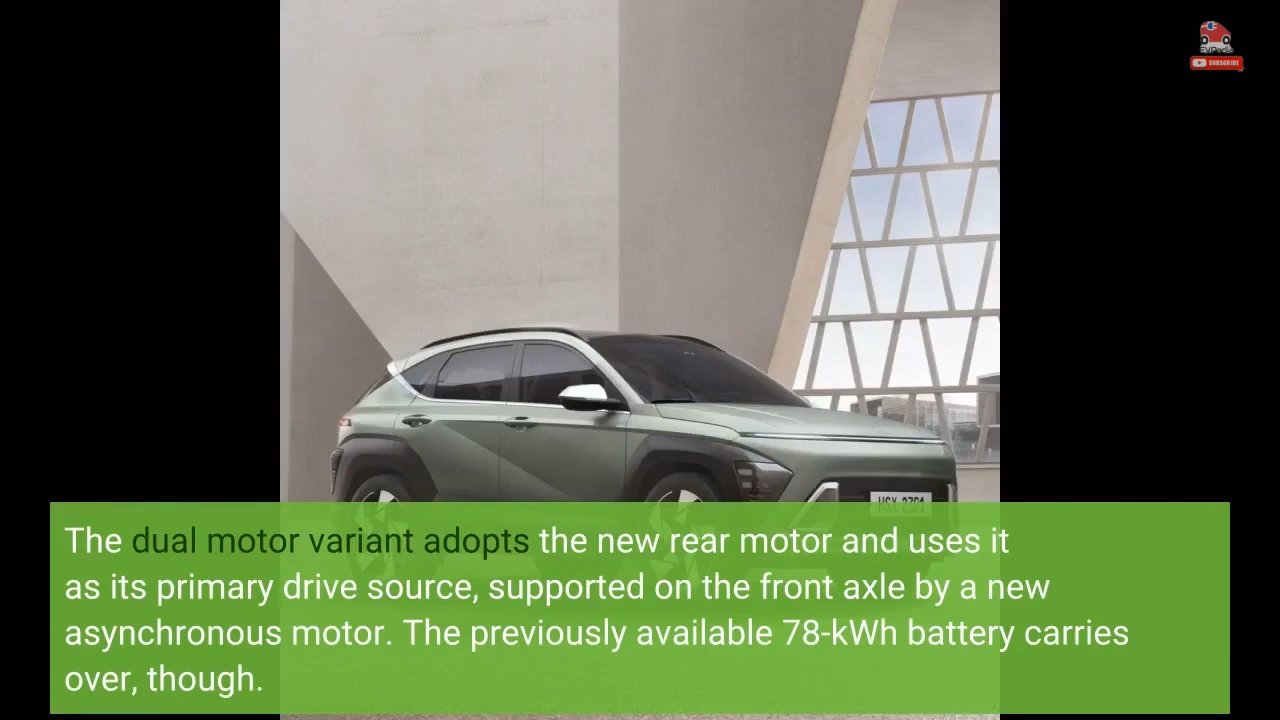 SUBSCRIBE
The dual motor variant adopts the new rear motor and uses it
as its primary drive source, supported on the front axle by a new
asynchronous motor. The previously available 78-kWh battery carries
over, though.